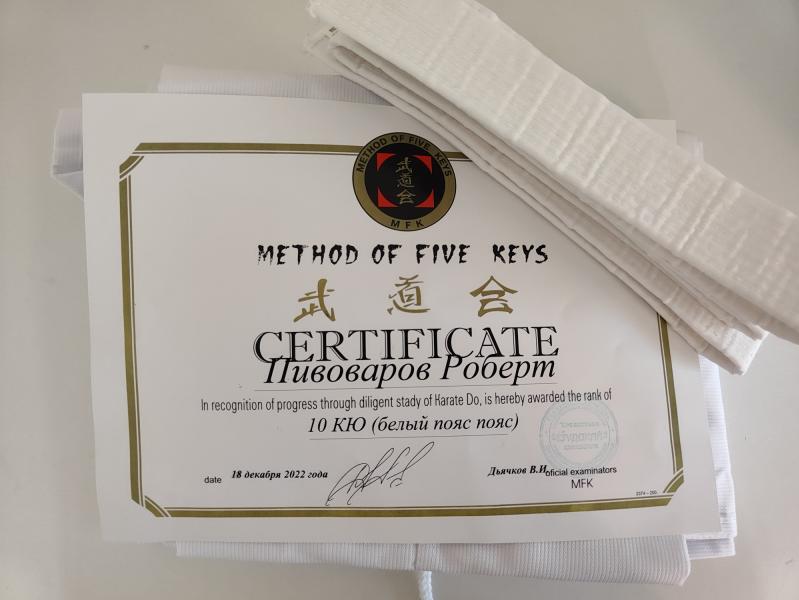 METHOD OF FIVE KEYS
武道会
MFK
METHOD OF FIVE KEYS
武 道 会
CERTIFICATE
Пивоваров Роберт
In recognition of progress through diligent stady of Karate Do, is hereby awarded the rank of
10 КЮ (белый пояс пояс)
date 18 декабря 2022 года
Дьячков В.И. oficial examinators
MFK